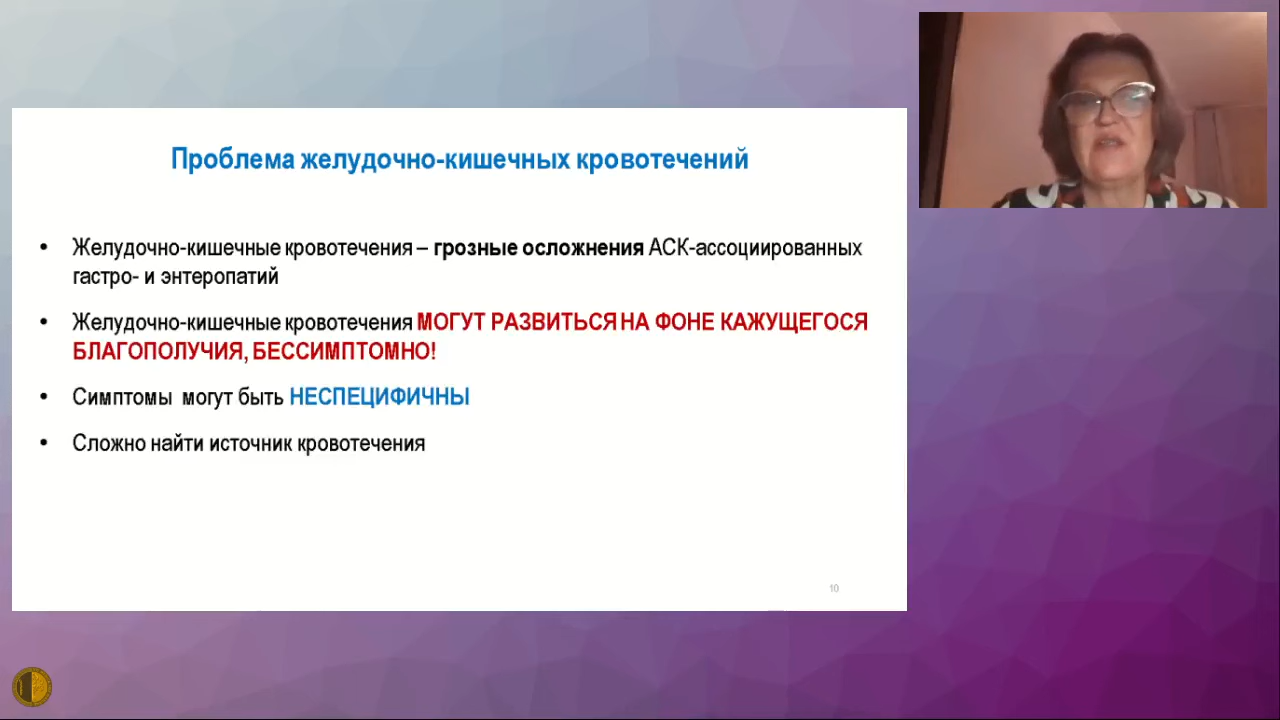 Проблема желудочно-кишечных кровотечений
• Желудочно-кишечные кровотечения – грозные осложнения АСК-ассоциированных
гастро- и энтеропатий
• Желудочно-кишечные кровотечения МОГУТ РАЗВИТЬСЯ НА ФОНЕ КАЖУЩЕГОСЯ
БЛАГОПОЛУЧИЯ, БЕССИМПТОМНО!
• Симптомы могут быть НЕСПЕЦИФИЧНЫ
• Сложно найти источник кровотечения
10